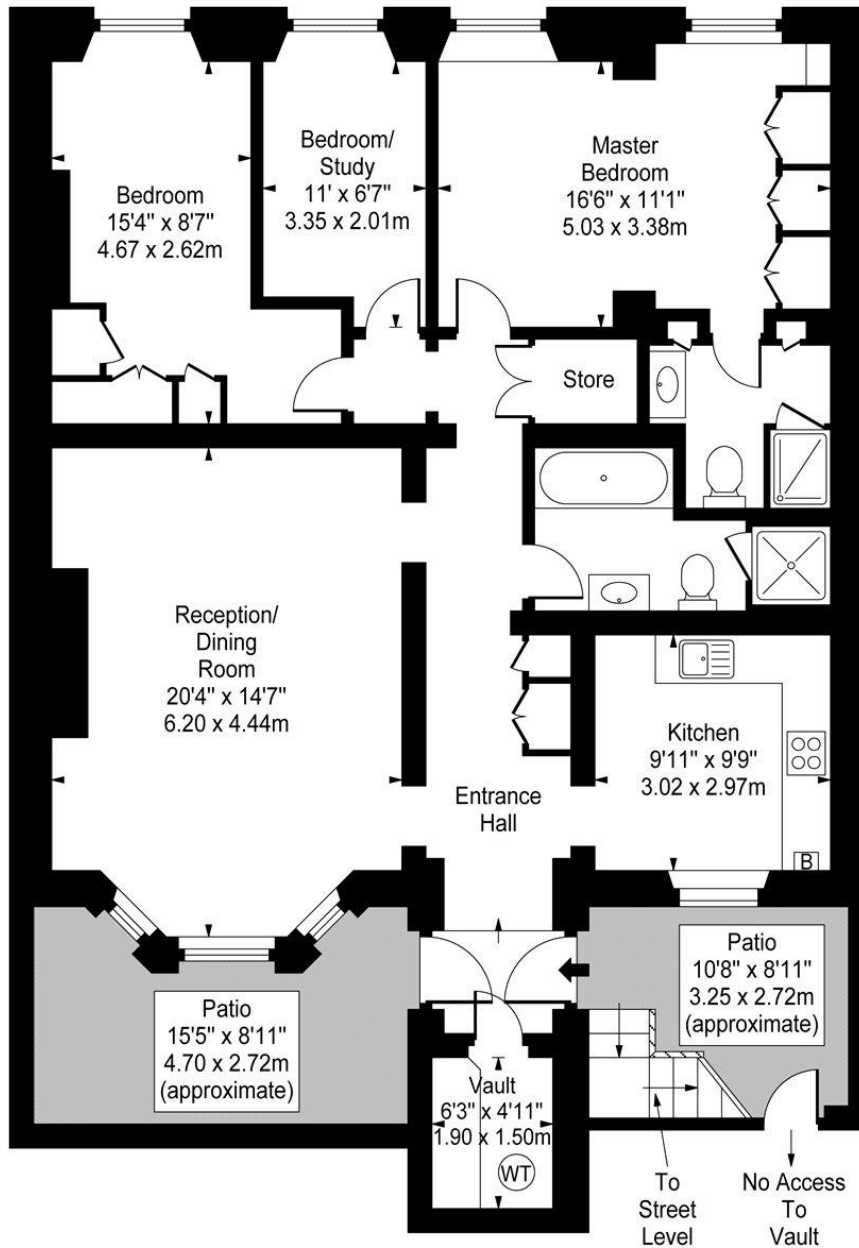 Bedroom
15'4" x 8'7"
4.67 x 2.62m
Bedroom/
Study
11' x 6'7"
3.35 x 2.01m
Master
Bedroom
16'6" x 11'1"
5.03 x 3.38m
Store
Reception/
Dining
Room
20'4" x 14'7"
6.20 x 4.44m
Kitchen
9'11" x 9'9"
3.02 x 2.97m
B
Entrance
Hall
Patio
15'5" x 8'11"
4.70 x 2.72m
(approximate)
Patio
10'8" x 8'11"
3.25 x 2.72m
(approximate)
Vault
6'3" x 4'11"
1.90 x 1.50m
WT
To
Street
Level
No Access
To
Vault